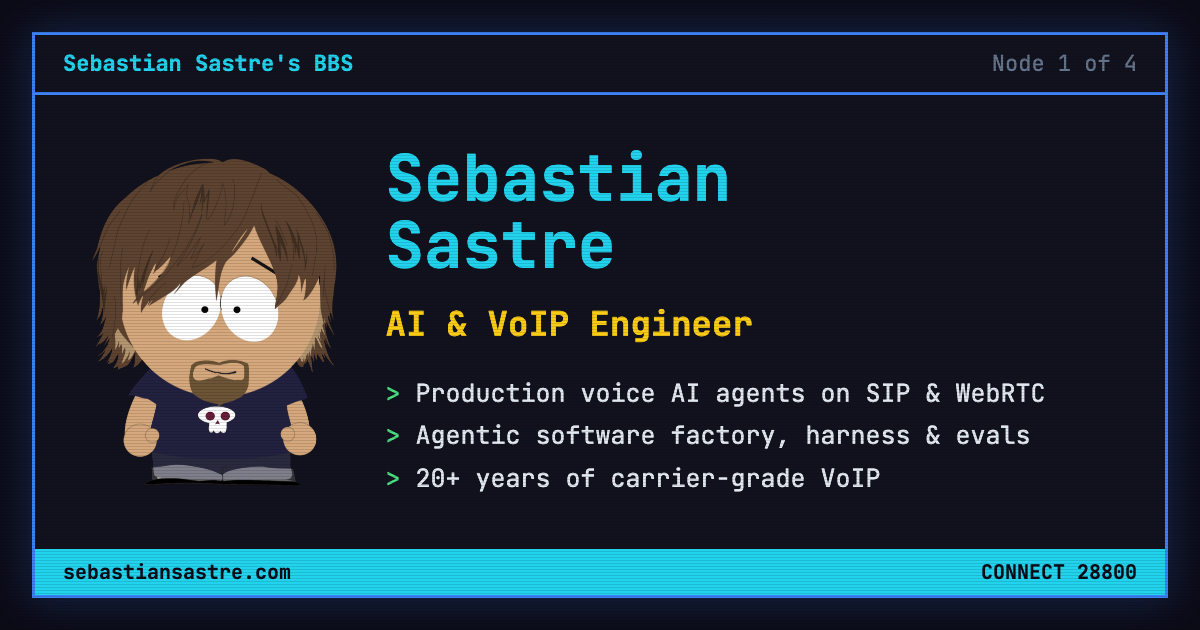 Sebastian Sastre's BBS
Node 1 of 4
Sebastian
Sastre
AI & VoIP Engineer
> Production voice AI agents on SIP & WebRTC
> Agentic software factory, harness & evals
> 20+ years of carrier-grade VoIP
sebastiansastre.com
CONNECT 28800